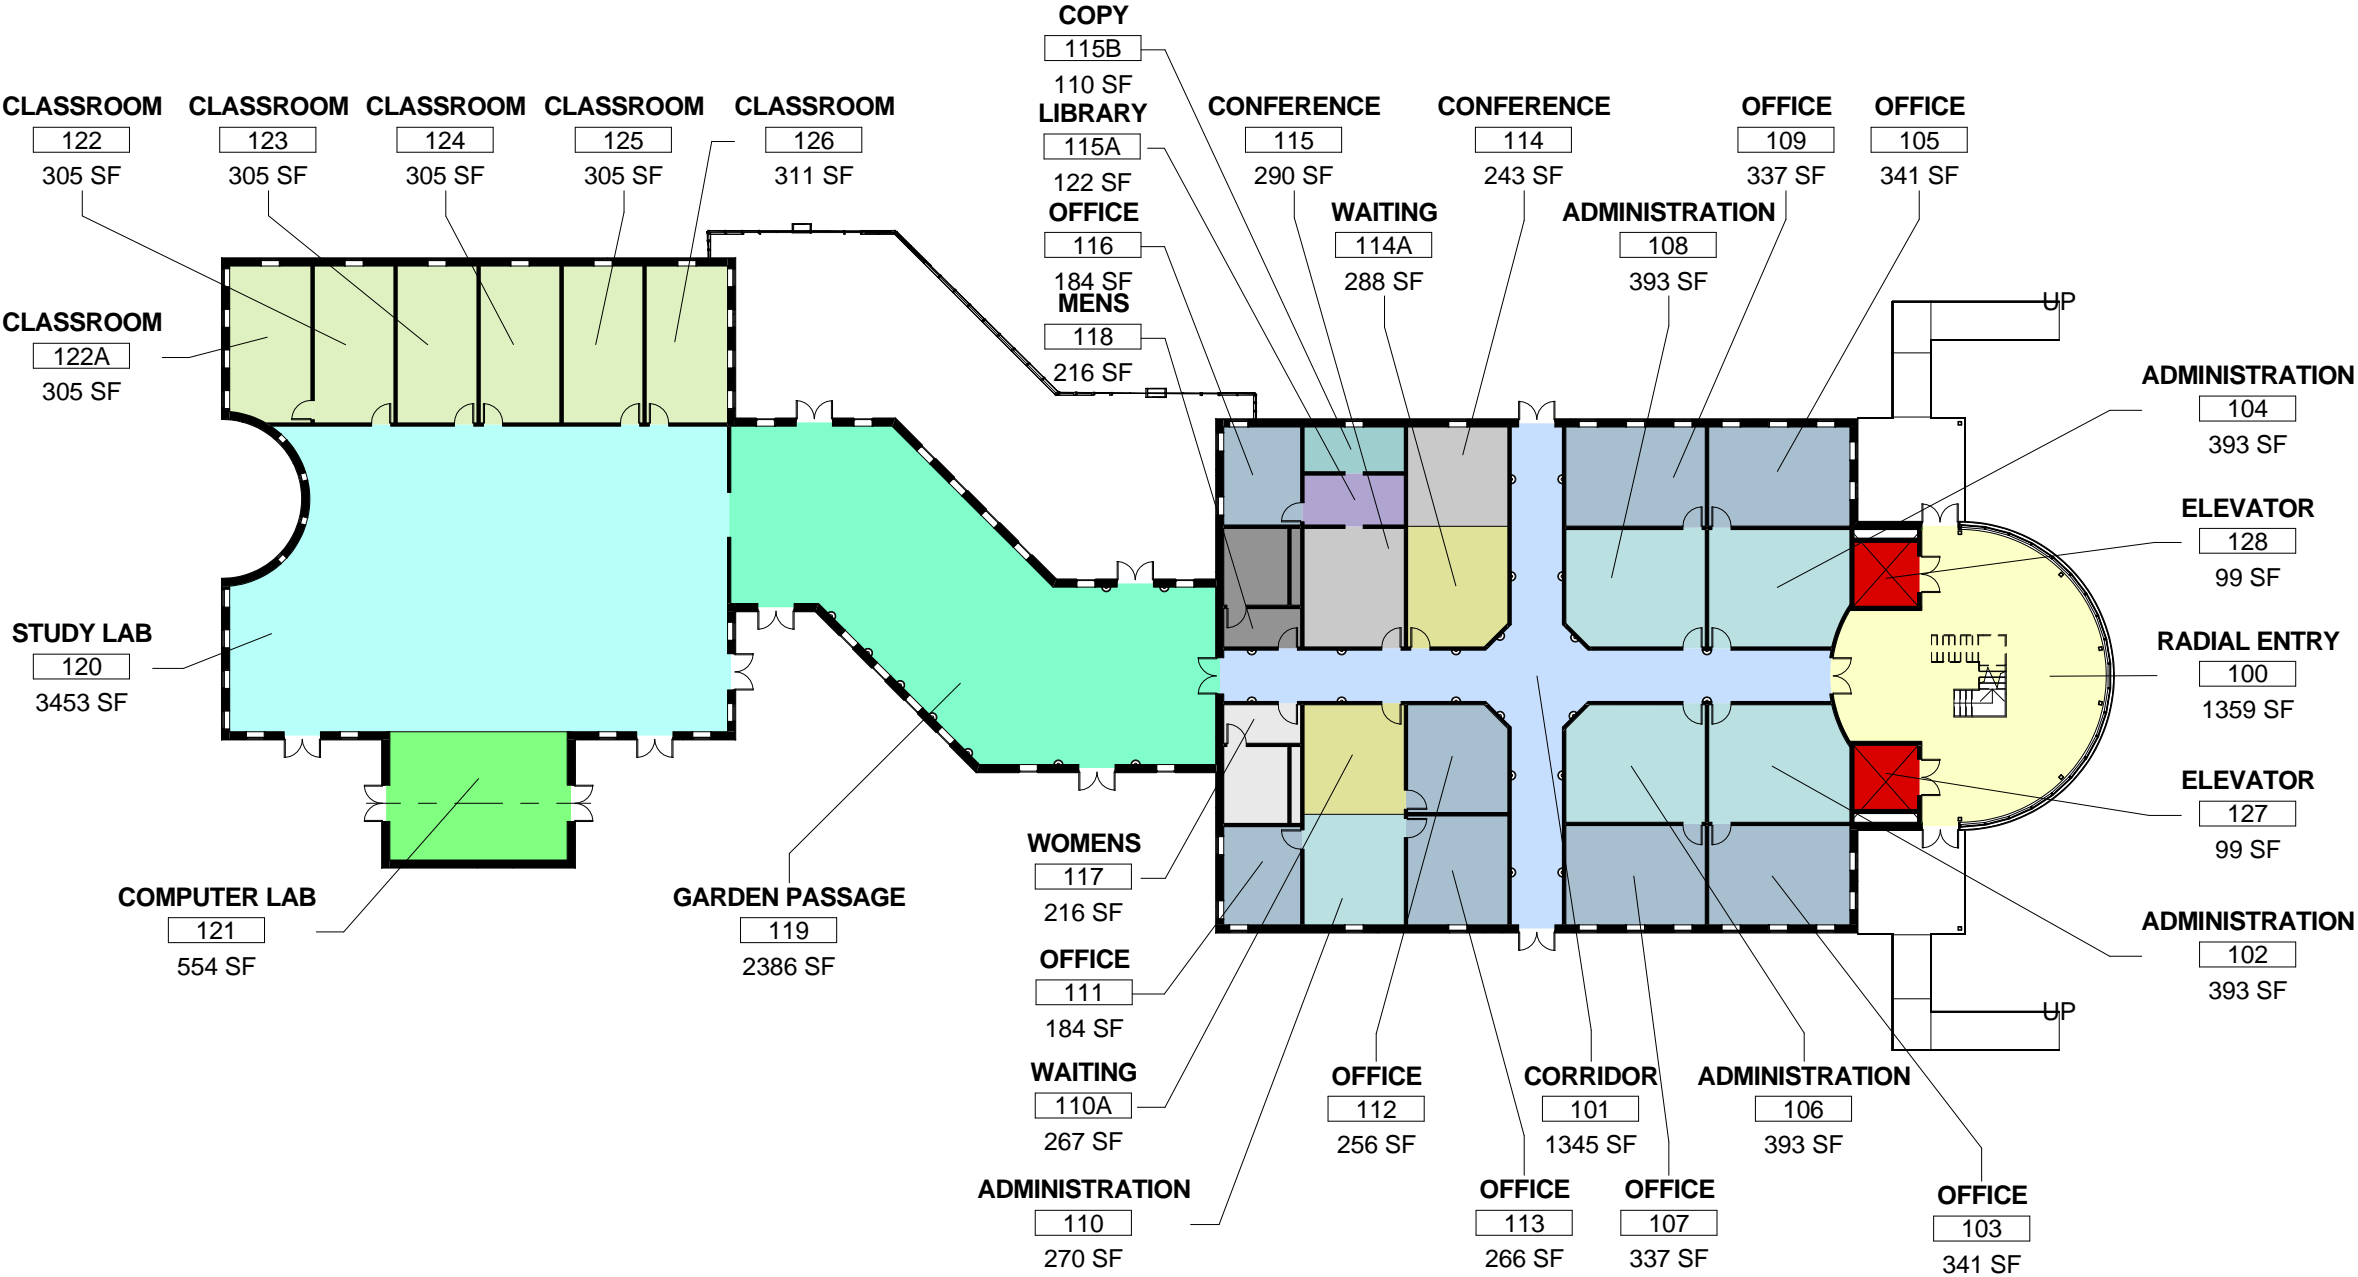 COPY
115B
110 SF
CLASSROOM
122
305 SF
CLASSROOM
123
305 SF
CLASSROOM
124
305 SF
CLASSROOM
125
305 SF
CLASSROOM
126
311 SF
LIBRARY
115A
122 SF
CONFERENCE
115
290 SF
CONFERENCE
114
243 SF
OFFICE
109
337 SF
OFFICE
105
341 SF
OFFICE
116
184 SF
WAITING
114A
288 SF
ADMINISTRATION
108
393 SF
MENS
118
216 SF
UP
CLASSROOM
122A
305 SF
ADMINISTRATION
104
393 SF
ELEVATOR
128
99 SF
STUDY LAB
120
3453 SF
RADIAL ENTRY
100
1359 SF
ELEVATOR
127
99 SF
WOMENS
117
216 SF
COMPUTER LAB
121
554 SF
GARDEN PASSAGE
119
2386 SF
ADMINISTRATION
102
393 SF
OFFICE
111
184 SF
UP
WAITING
110A
267 SF
OFFICE
112
256 SF
CORRIDOR
101
1345 SF
ADMINISTRATION
106
393 SF
ADMINISTRATION
110
270 SF
OFFICE
113
266 SF
OFFICE
107
337 SF
OFFICE
103
341 SF